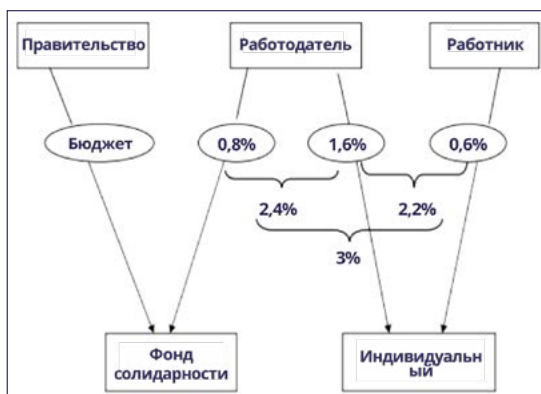 Правительство
Работодатель
Работник
Бюджет
0,8%
1,6%
0,6%
2,4%
2,2%
3%
Фонд
солидарности
Индивидуальн
ый